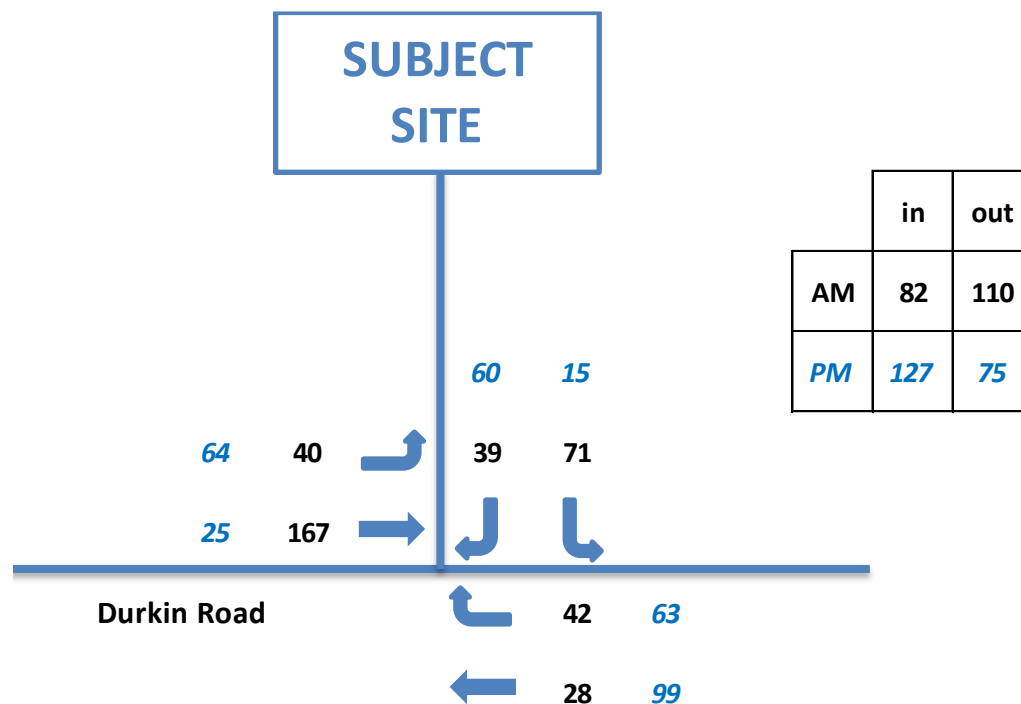 SUBJECT
SITE
in out
AM 82 110
PM 127 75
60 15
64 40 39 71
25 167
Durkin Road 42 63
28 99